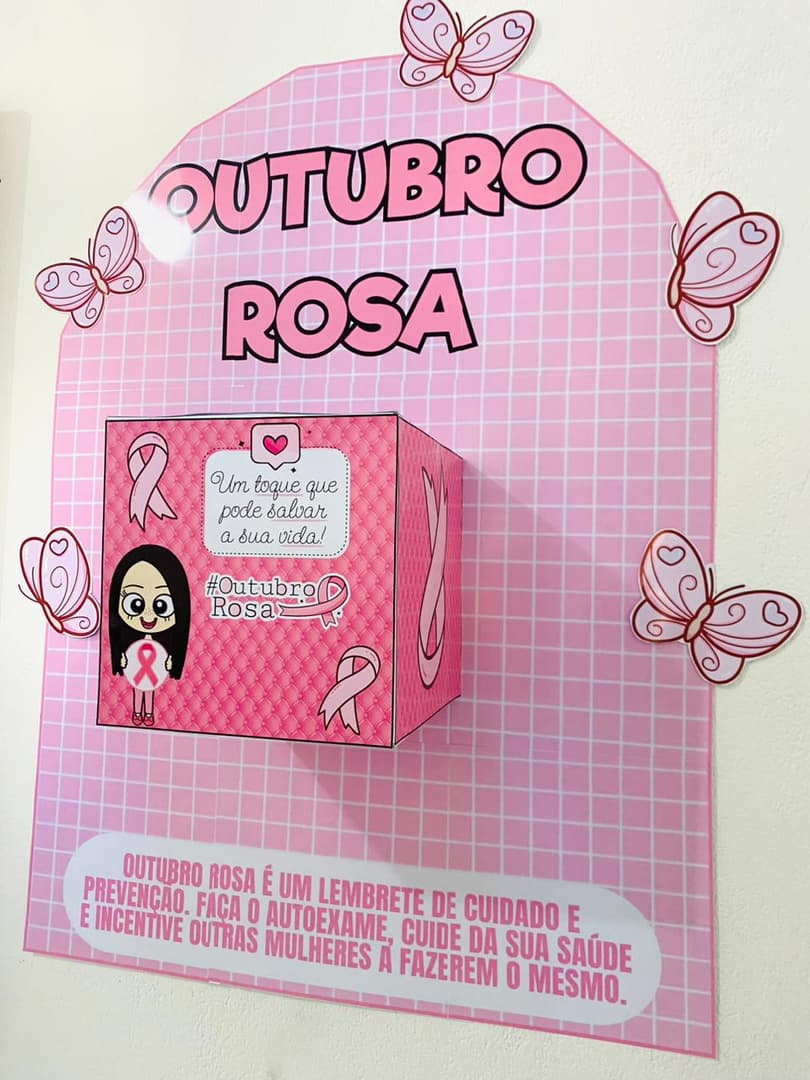 OUTUBRO
ROSA
Um toque que
pode salvar
a sua vida!
#Outubro
Rosa
OUTUBRO ROSA É UM LEMBRETE DE CUIDADO E
PREVENÇÃO. FAÇA O AUTOEXAME, CUIDE DA SUA SAÚDE
E INCENTIVE OUTRAS MULHERES A FAZEREM O MESMO.